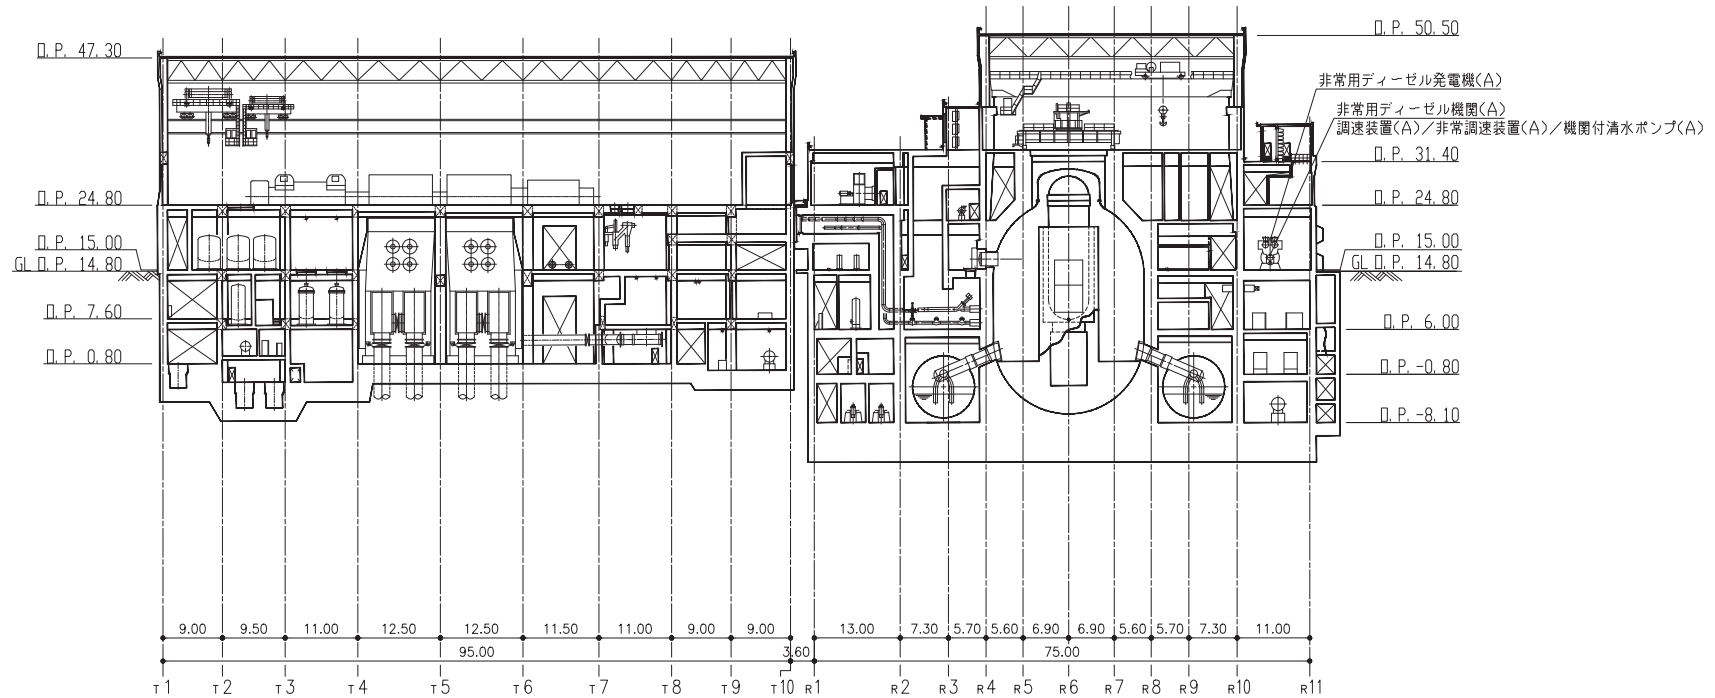 O.P. 47.30
O.P. 24.80
O.P. 15.00
GL O.P. 14.80
O.P. 7.60
O.P. 0.80
O.P. 50.50
非常用ディーゼル発電機(A)
非常用ディーゼル機関(A)
調速装置(A)/非常調速装置(A)/機関付清水ポンプ(A)
O.P. 31.40
O.P. 24.80
O.P. 15.00
GL O.P. 14.80
O.P. 6.00
O.P. -0.80
O.P. -8.10
9.00 9.50 11.00 12.50 12.50 11.50 11.00 9.00 9.00 13.00 7.30 5.70 5.60 6.90 6.90 5.60 5.70 7.30 11.00
95.00 3.60 75.00
T1 T2 T3 T4 T5 T6 T7 T8 T9 T10 R1 R2 R3 R4 R5 R6 R7 R8 R9 R10 R11